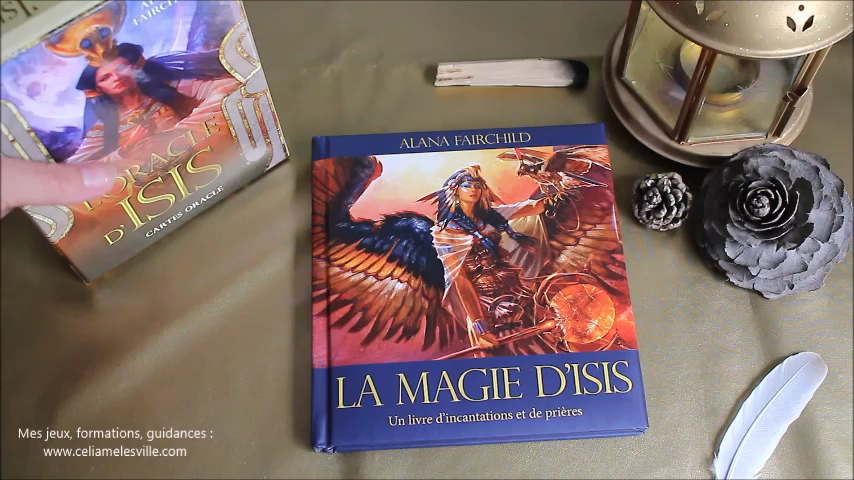 L'ORACLE
D'ISIS
CARTES ORACLE
ALANA FAIRCHILD
LA MAGIE D'ISIS
Un livre d'incantations et de prières
Mes jeux, formations, guidances :
www.celiamelesville.com